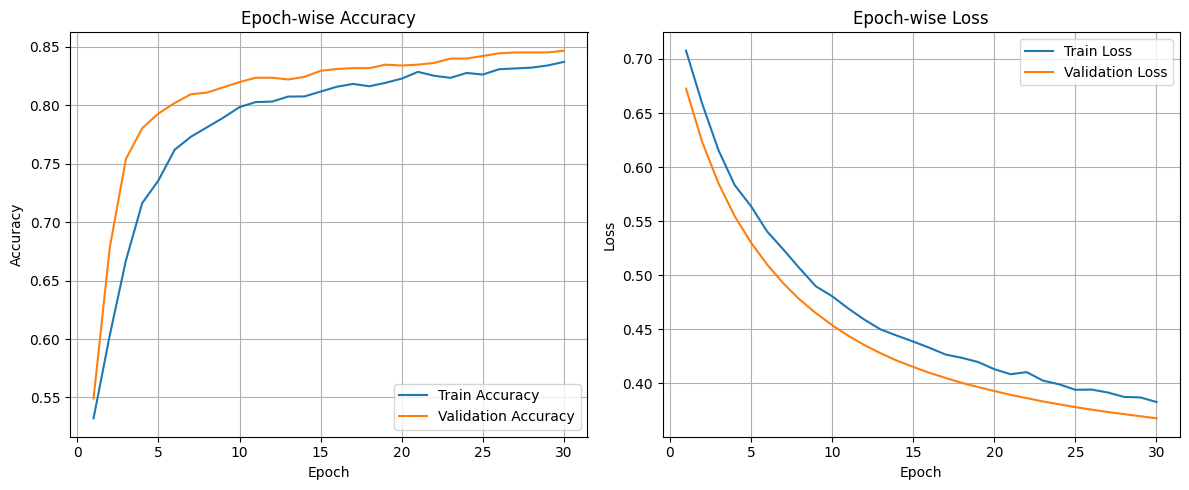 Epoch-wise Accuracy
0.85
0.80
0.75
0.70
0.65
0.60
0.55
Accuracy
0
5
10
15
20
25
30
Epoch
Train Accuracy
Validation Accuracy
Epoch-wise Loss
0.70
0.65
0.60
0.55
0.50
0.45
0.40
Loss
0
5
10
15
20
25
30
Epoch
Train Loss
Validation Loss